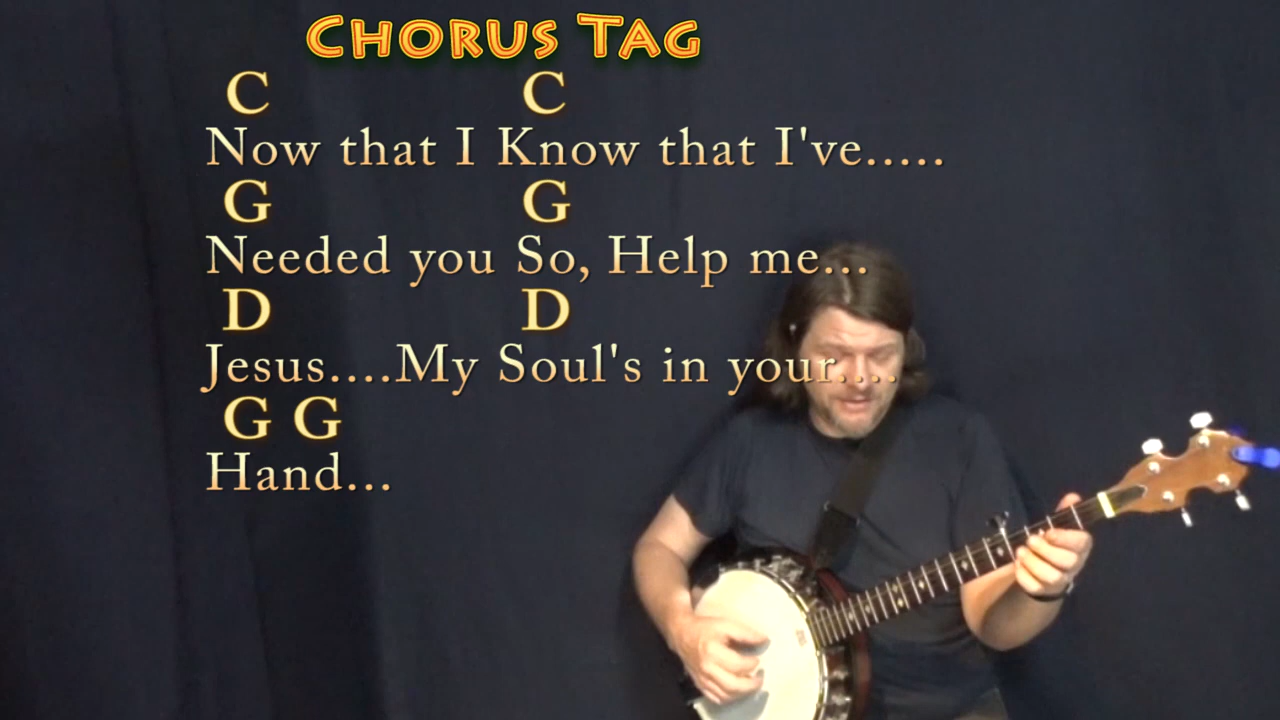 Chorus Tag
C C
Now that I Know that I've.....
G G
Needed you So, Help me...
D D
Jesus....My Soul's in your....
G G
Hand...